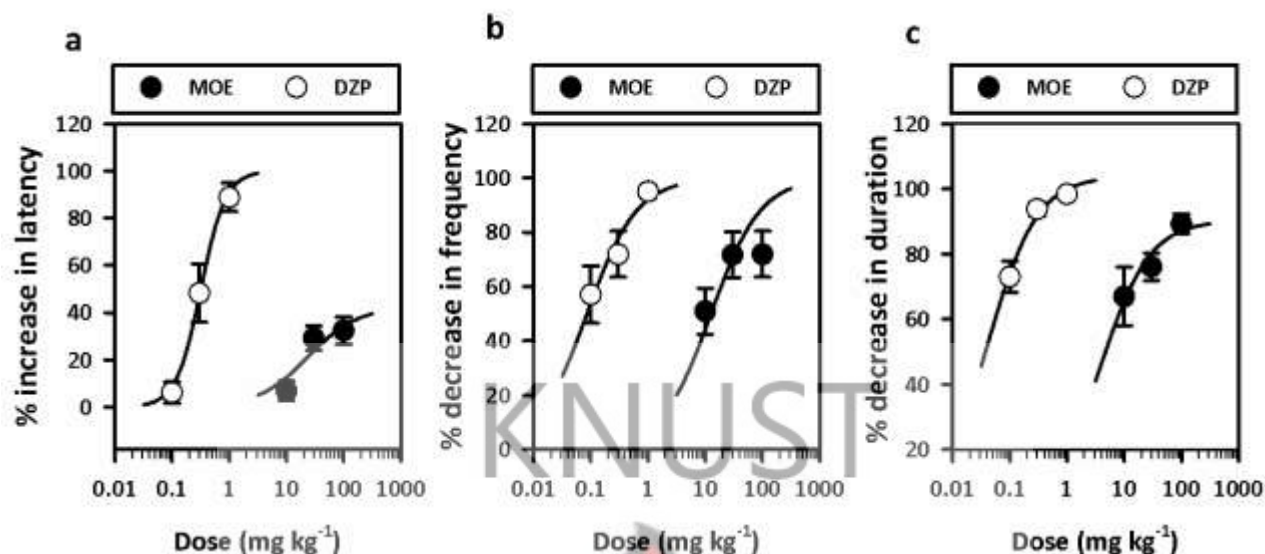 a
MOE DZP
% increase in latency
120
100
80
60
40
20
0
0.01 0.1 1 10 100 1000
Dose (mg kg-1)
b
MOE DZP
% decrease in frequency
120
100
80
60
40
20
0
0.01 0.1 1 10 100 1000
Dose (mg kg-1)
c
MOE DZP
% decrease in duration
120
100
80
60
40
20
0.01 0.1 1 10 100 1000
Dose (mg kg-1)
KNUST